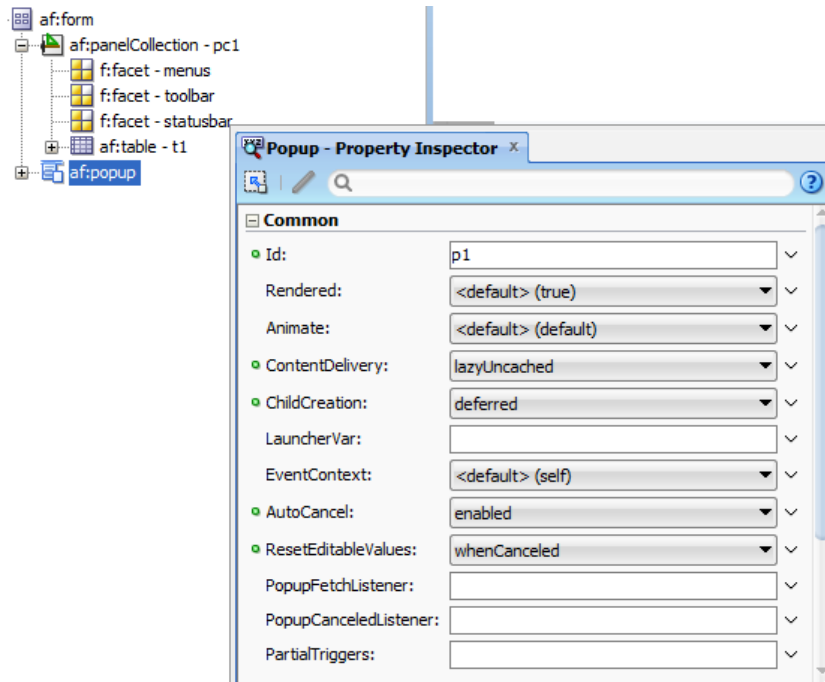 af:form
af:panelCollection - pc1
f:facet - menus
f:facet - toolbar
f:facet - statusbar
af:table - t1
af:popup
Popup - Property Inspector x
Common
Id: p1
Rendered: <default> (true)
Animate: <default> (default)
ContentDelivery: lazyUncached
ChildCreation: deferred
LauncherVar:
EventContext: <default> (self)
AutoCancel: enabled
ResetEditableValues: whenCanceled
PopupFetchListener:
PopupCanceledListener:
PartialTriggers: